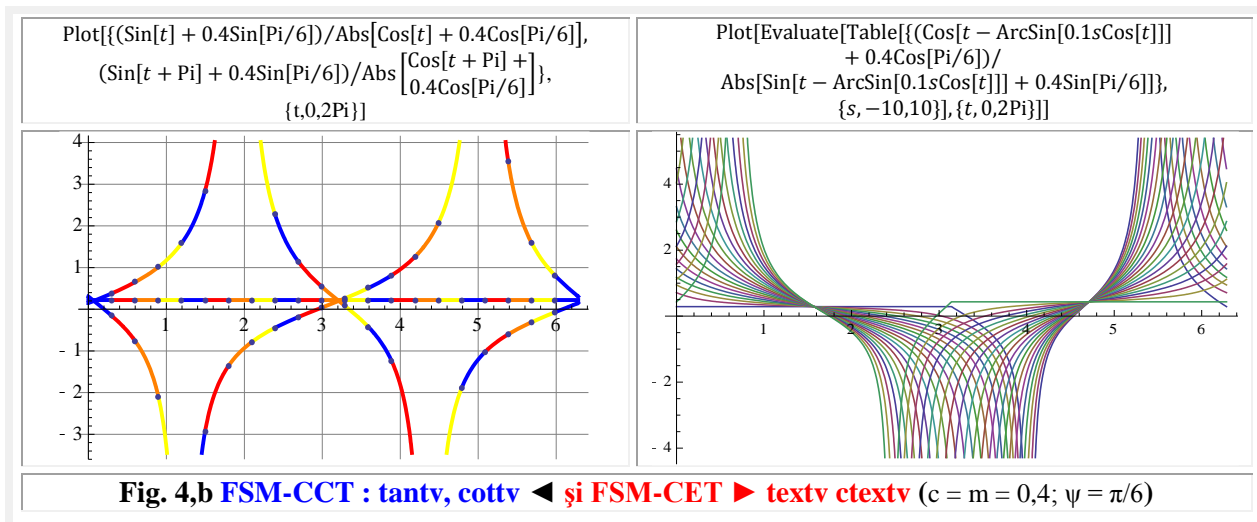 Plot[{(Sin[t] + 0.4Sin[Pi/6])/Abs[Cos[t] + 0.4Cos[Pi/6]],
(Sin[t + Pi] + 0.4Sin[Pi/6])/Abs[Cos[t + Pi] +
0.4Cos[Pi/6]]},
{t,0,2Pi}]
Plot[Evaluate[Table[{(Cos[t − ArcSin[0.1sCos[t]]]
+ 0.4Cos[Pi/6])/
Abs[Sin[t − ArcSin[0.1sCos[t]]] + 0.4Sin[Pi/6]]},
{s, −10,10}],{t, 0,2Pi}]]
4
3
2
1
1 2 3 4 5 6
- 1
- 2
- 3
4
2
1 2 3 4 5 6
- 2
- 4
Fig. 4,b FSM-CCT : tantv, cottv ◄ şi FSM-CET ► textv ctextv (c = m = 0,4; ψ = π/6)